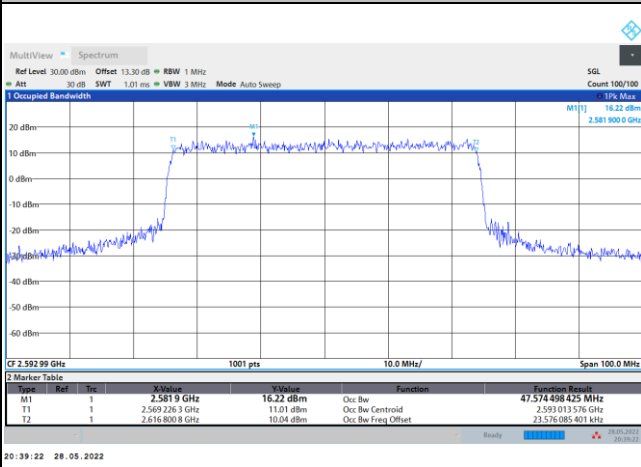 MultiView Spectrum
Ref Level 30.00 dBm Offset 13.30 dB RBW 1 MHz SGL
Att 30 dB SWT 1.01 ms VBW 3 MHz Mode Auto Sweep Count 100/100
1 Occupied Bandwidth 1Pk Max
M1[1] 16.22 dBm
2.581 900 0 GHz
20 dBm
M1
T1 T2
10 dBm
0 dBm
-10 dBm
-20 dBm
-30 dBm
-40 dBm
-50 dBm
-60 dBm
CF 2.592 99 GHz 1001 pts 10.0 MHz/ Span 100.0 MHz
2 Marker Table
Type Ref Trc X-Value Y-Value Function Function Result
M1 1 2.581 9 GHz 16.22 dBm Occ Bw 47.574 498 425 MHz
T1 1 2.569 226 3 GHz 11.01 dBm Occ Bw Centroid 2.593 013 576 GHz
T2 1 2.616 800 8 GHz 10.04 dBm Occ Bw Freq Offset 23.576 085 401 kHz
Ready 28.05.2022
20:39:22
20:39:22 28.05.2022